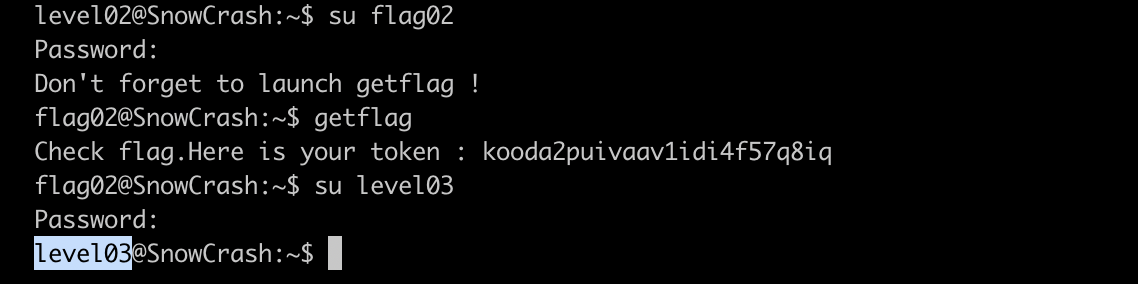 level02@SnowCrash:~$ su flag02
Password:
Don't forget to launch getflag !
flag02@SnowCrash:~$ getflag
Check flag.Here is your token : kooda2puivaav1idi4f57q8iq
flag02@SnowCrash:~$ su level03
Password:
level03@SnowCrash:~$